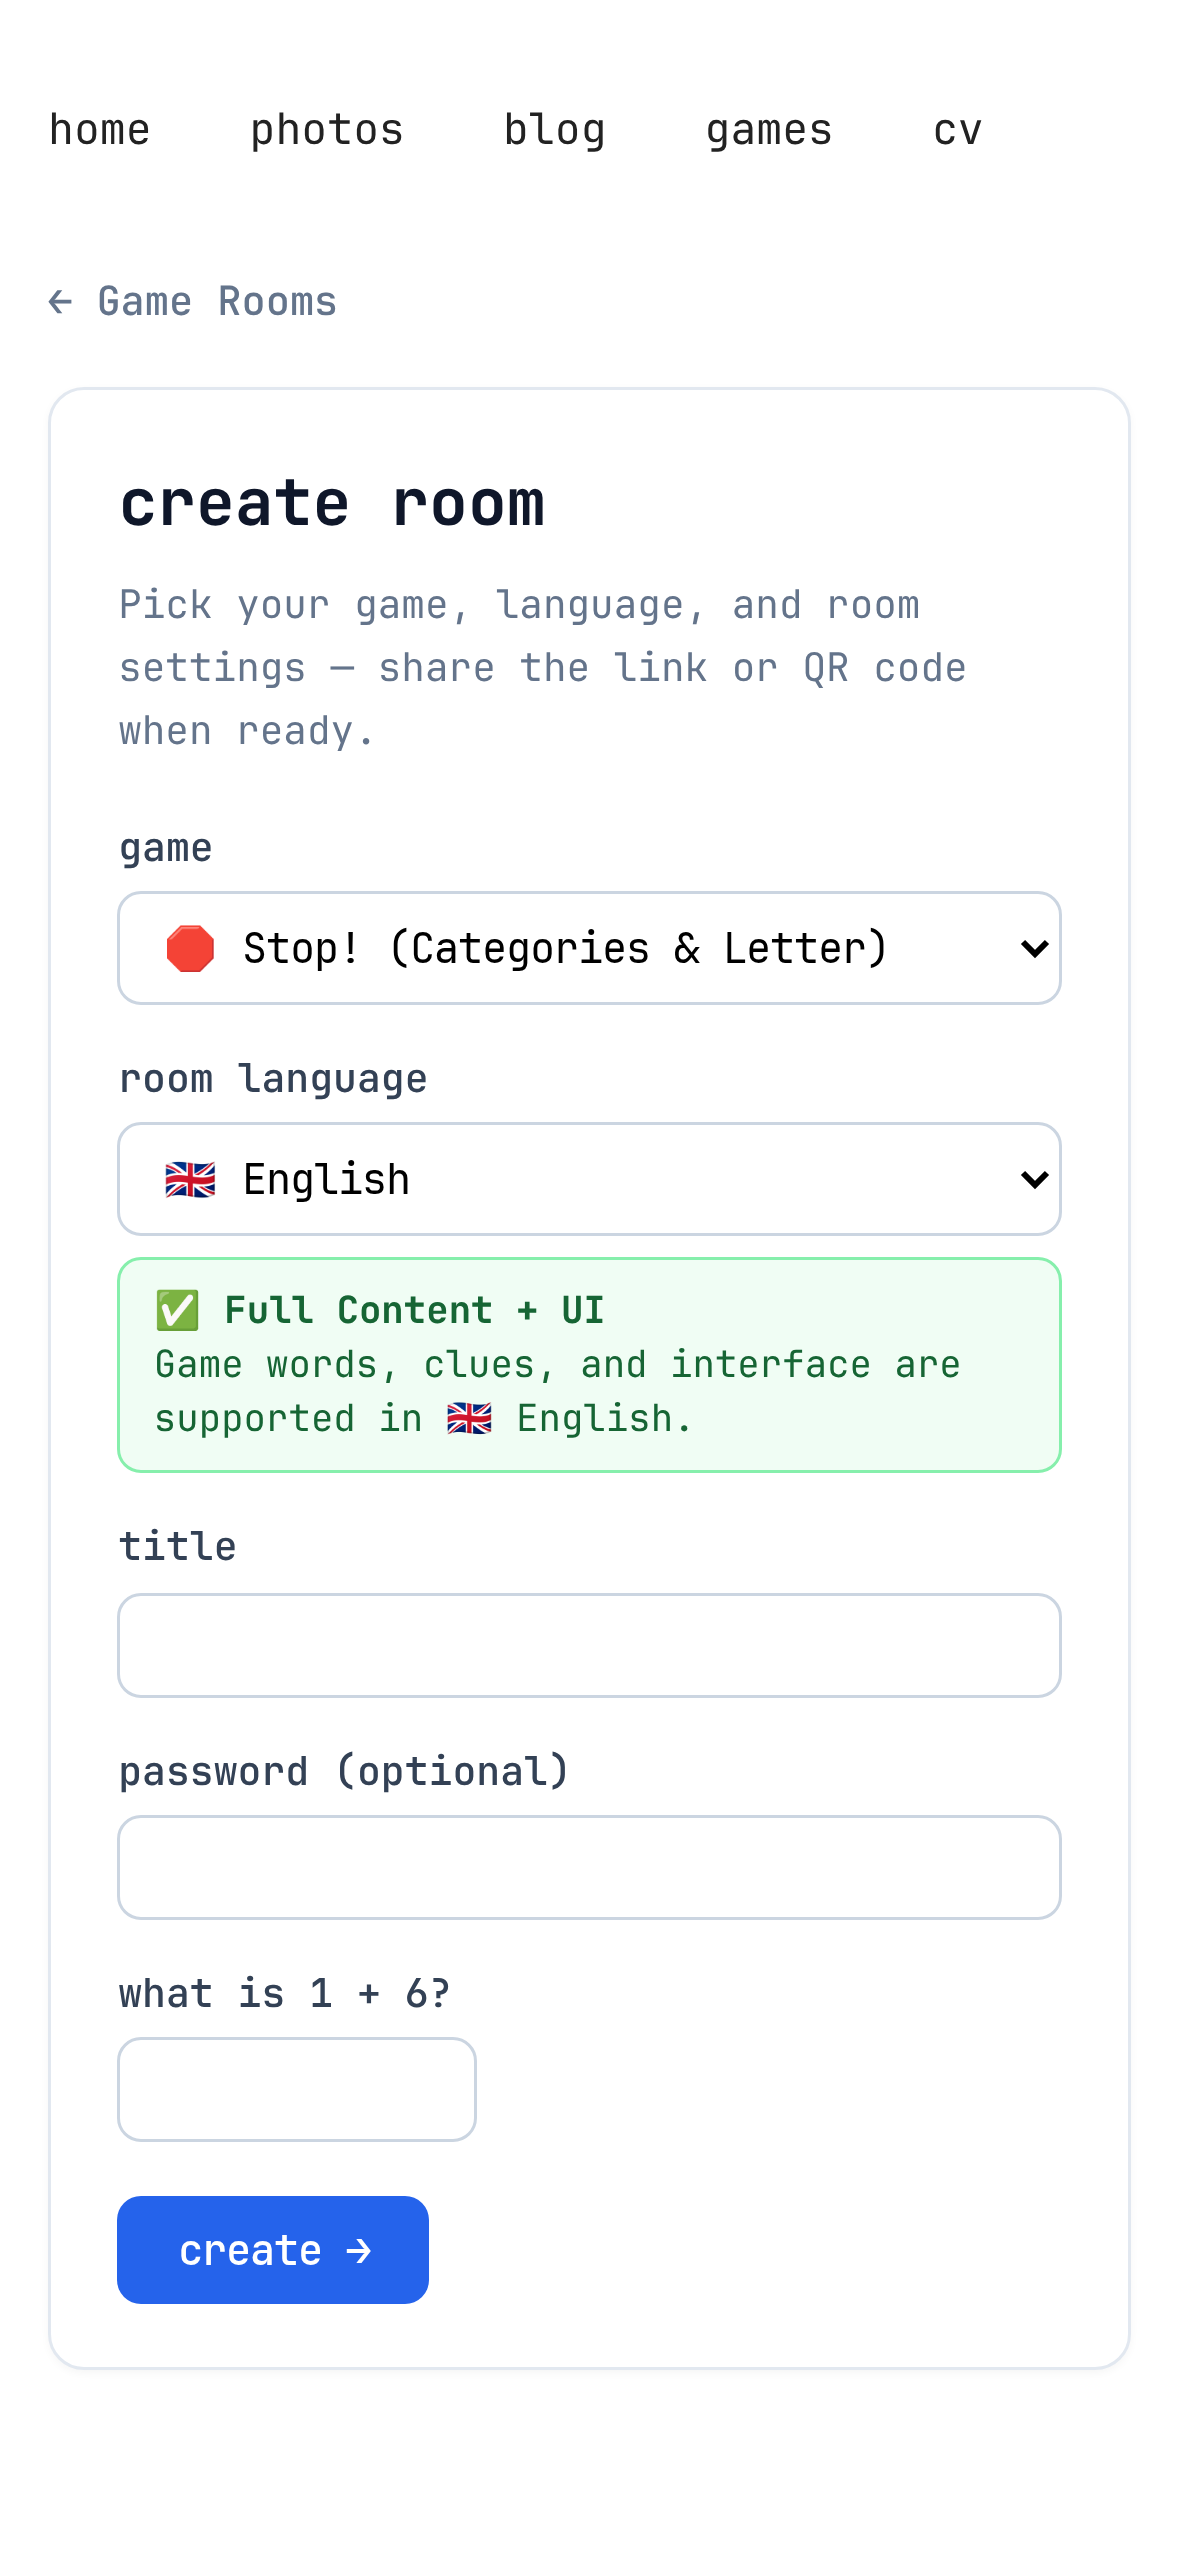 home photos blog games cv
← Game Rooms
create room
Pick your game, language, and room
settings — share the link or QR code
when ready.
game
🛑 Stop! (Categories & Letter)
room language
🇬🇧 English
✅ Full Content + UI
Game words, clues, and interface are
supported in 🇬🇧 English.
title
password (optional)
what is 1 + 6?
create →